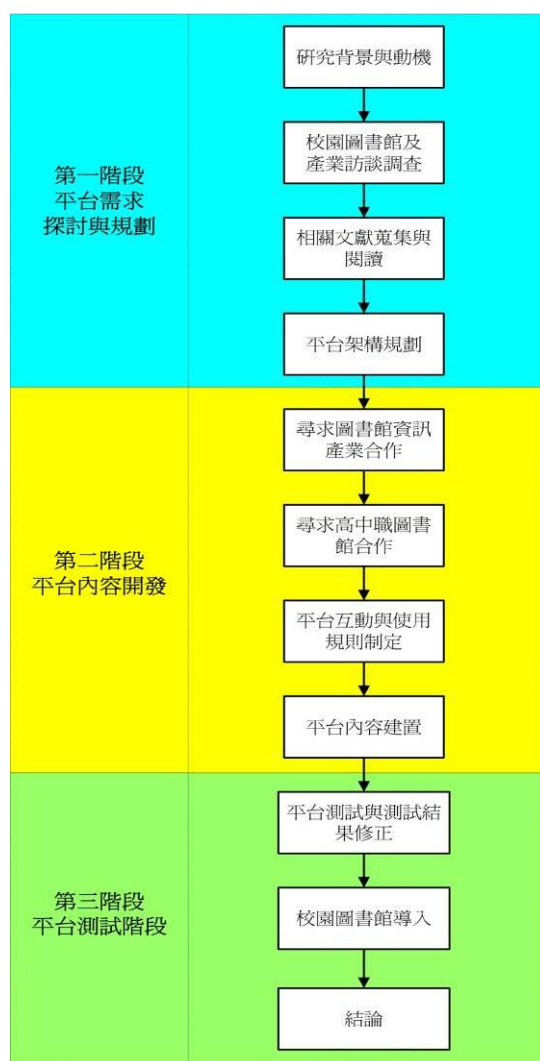 研究背景與動機
校園圖書館及
產業訪談調查
第一階段
平台需求
探討與規劃
相關文獻蒐集與
閱讀
平台架構規劃
尋求圖書館資訊
產業合作
尋求高中職圖書
館合作
第二階段
平台內容開發
平台互動與使用
規則制定
平台內容建置
平台測試與測試結
果修正
第三階段
平台測試階段
校園圖書館導入
結論